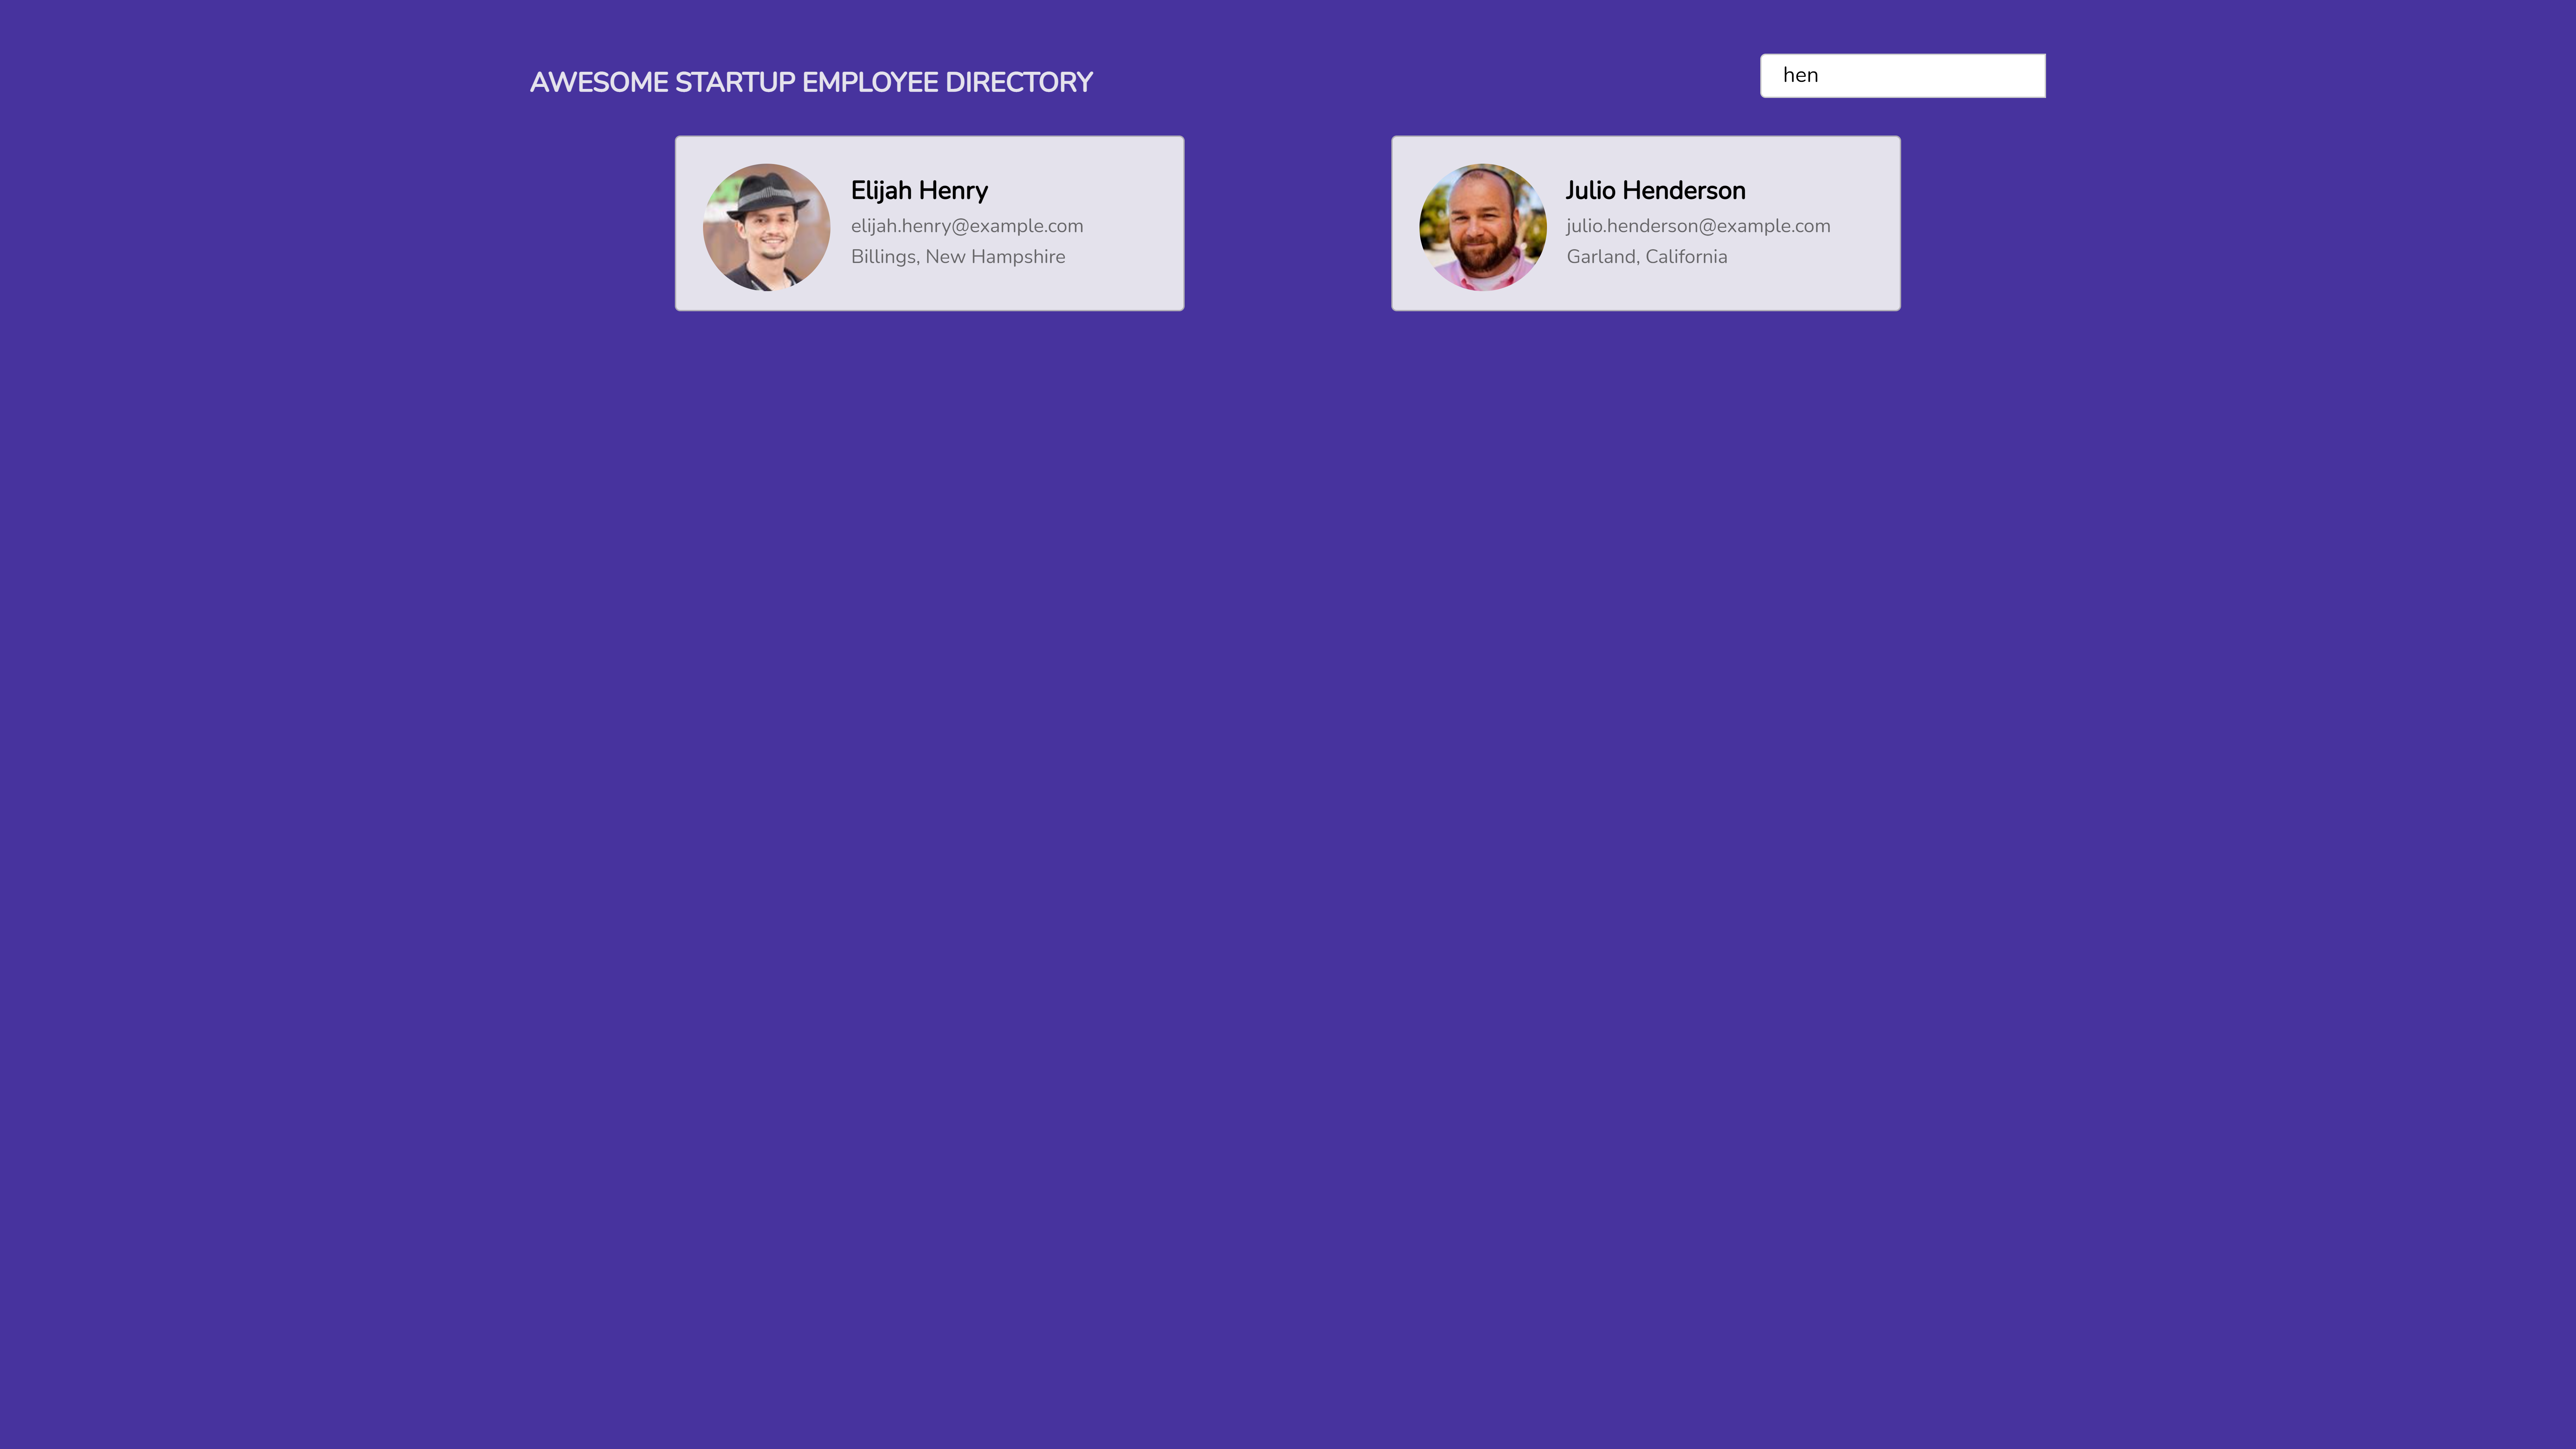 AWESOME STARTUP EMPLOYEE DIRECTORY
hen
Elijah Henry
elijah.henry@example.com
Billings, New Hampshire
Julio Henderson
julio.henderson@example.com
Garland, California